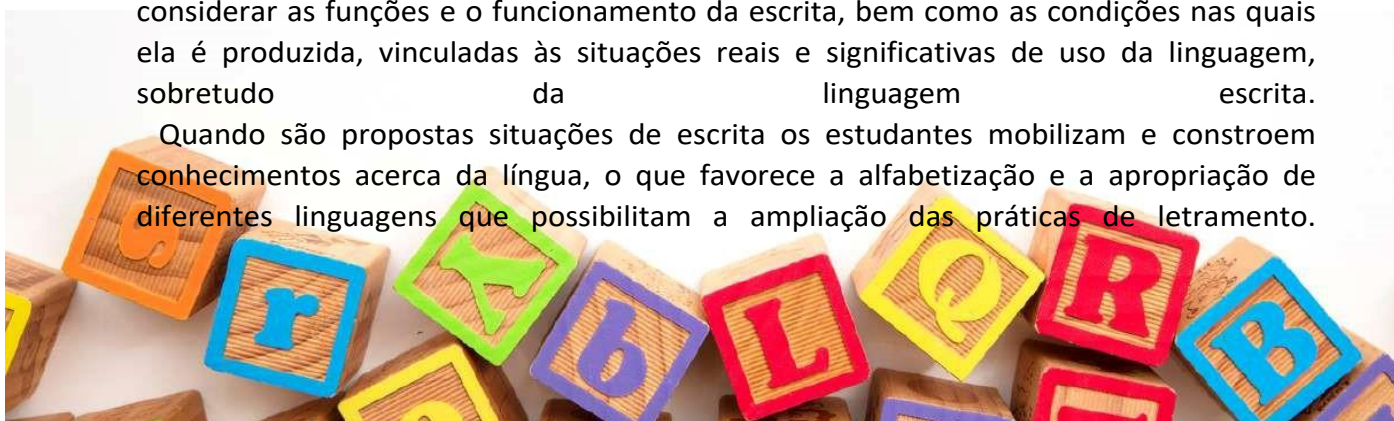 considerar as funções e o funcionamento da escrita, bem como as condições nas quais
ela é produzida, vinculadas às situações reais e significativas de uso da linguagem,
sobretudo da linguagem escrita.
Quando são propostas situações de escrita os estudantes mobilizam e constroem
conhecimentos acerca da língua, o que favorece a alfabetização e a apropriação de
diferentes linguagens que possibilitam a ampliação das práticas de letramento.
a r Y b L Q R B